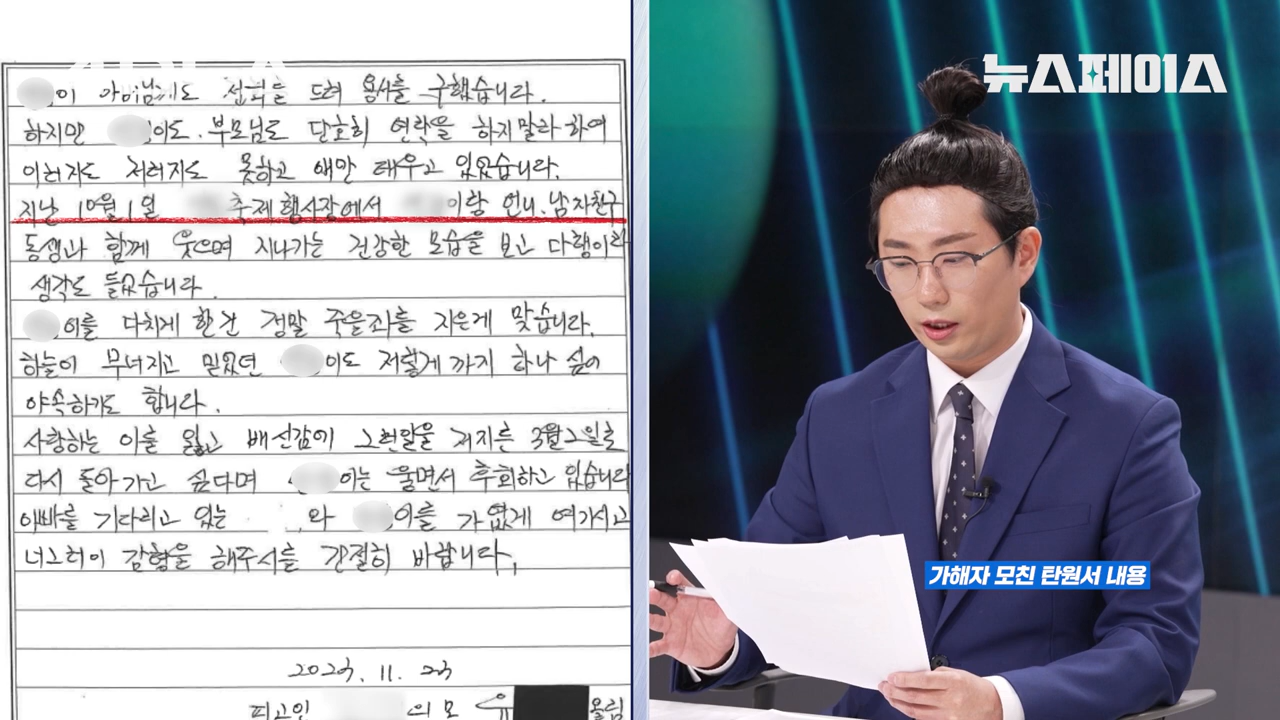 이 아버님께도 전화를 드려 용서를 구했습니다.
하지만 이도. 부모님도 단호히 연락을 하지말라 하여
이러지도 저러지도 못하고 애만 태우고 있었습니다.
지난 10월 1일 축제 행사장에서 이랑 언니. 남자친구
동생과 함께 웃으며 지나가는 건강한 모습을 보고 다행이라
생각도 들었습니다.
이를 다치게 한건 정말 죽을죄를 지은게 맞습니다.
하늘이 무너지고 믿었던 이도 저렇게 까지 하나 싶어
야속하기도 합니다.
사랑하는 이를 잃고 배신감에 그런일을 저지른 3월 2일로
다시 돌아가고 싶다며 이는 울면서 후회하고 있습니다
아빠를 기다리고 있는 와 이를 가엾게 여기시고
너그러이 감형을 해주시를 간절히 바랍니다.
2023. 11. 23
피고인 의 모 유 올림
뉴스페이스
가해자 모친 탄원서 내용